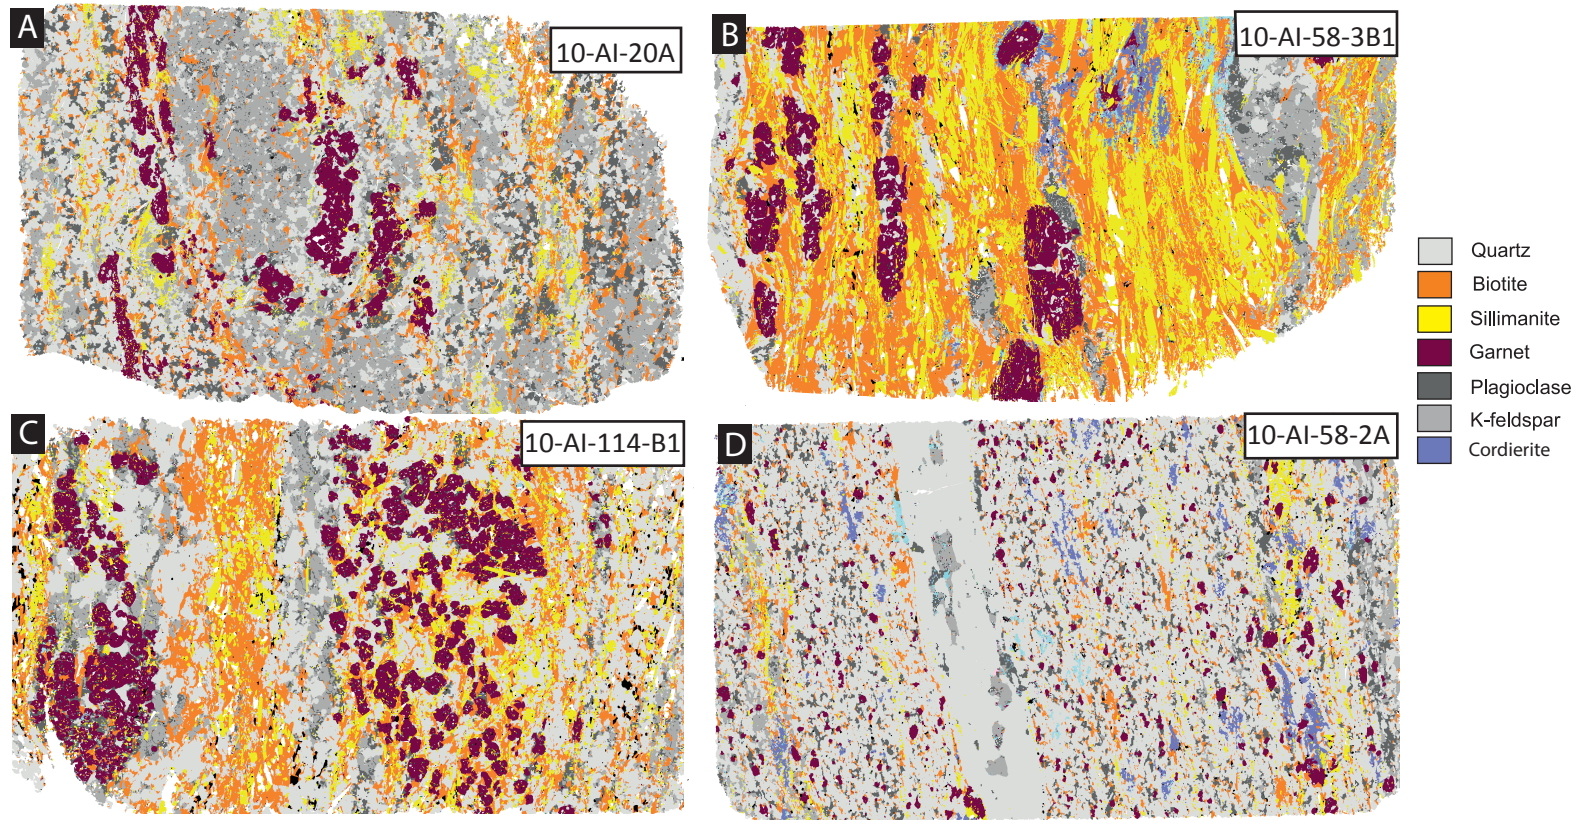 A
10-AI-20A
B
10-AI-58-3B1
Quartz
Biotite
Sillimanite
Garnet
Plagioclase
K-feldspar
Cordierite
C
10-AI-114-B1
D
10-AI-58-2A